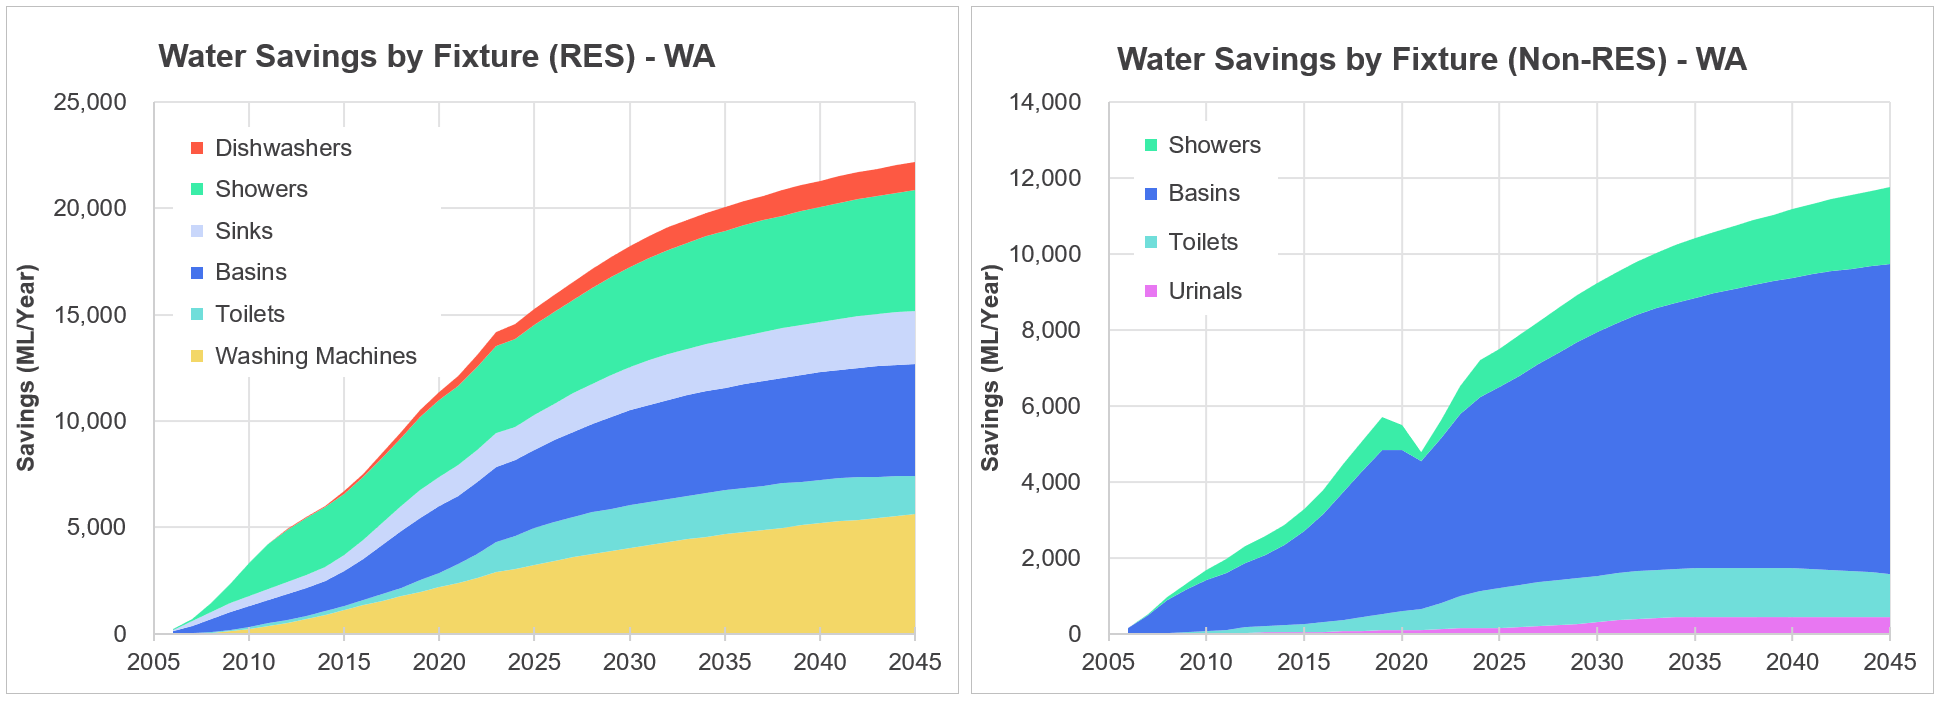 Water Savings by Fixture (RES) - WA
Savings (ML/Year)
25,000
20,000
15,000
10,000
5,000
0
Dishwashers
Showers
Sinks
Basins
Toilets
Washing Machines
2005 2010 2015 2020 2025 2030 2035 2040 2045
Water Savings by Fixture (Non-RES) - WA
Savings (ML/Year)
14,000
12,000
10,000
8,000
6,000
4,000
2,000
0
Showers
Basins
Toilets
Urinals
2005 2010 2015 2020 2025 2030 2035 2040 2045